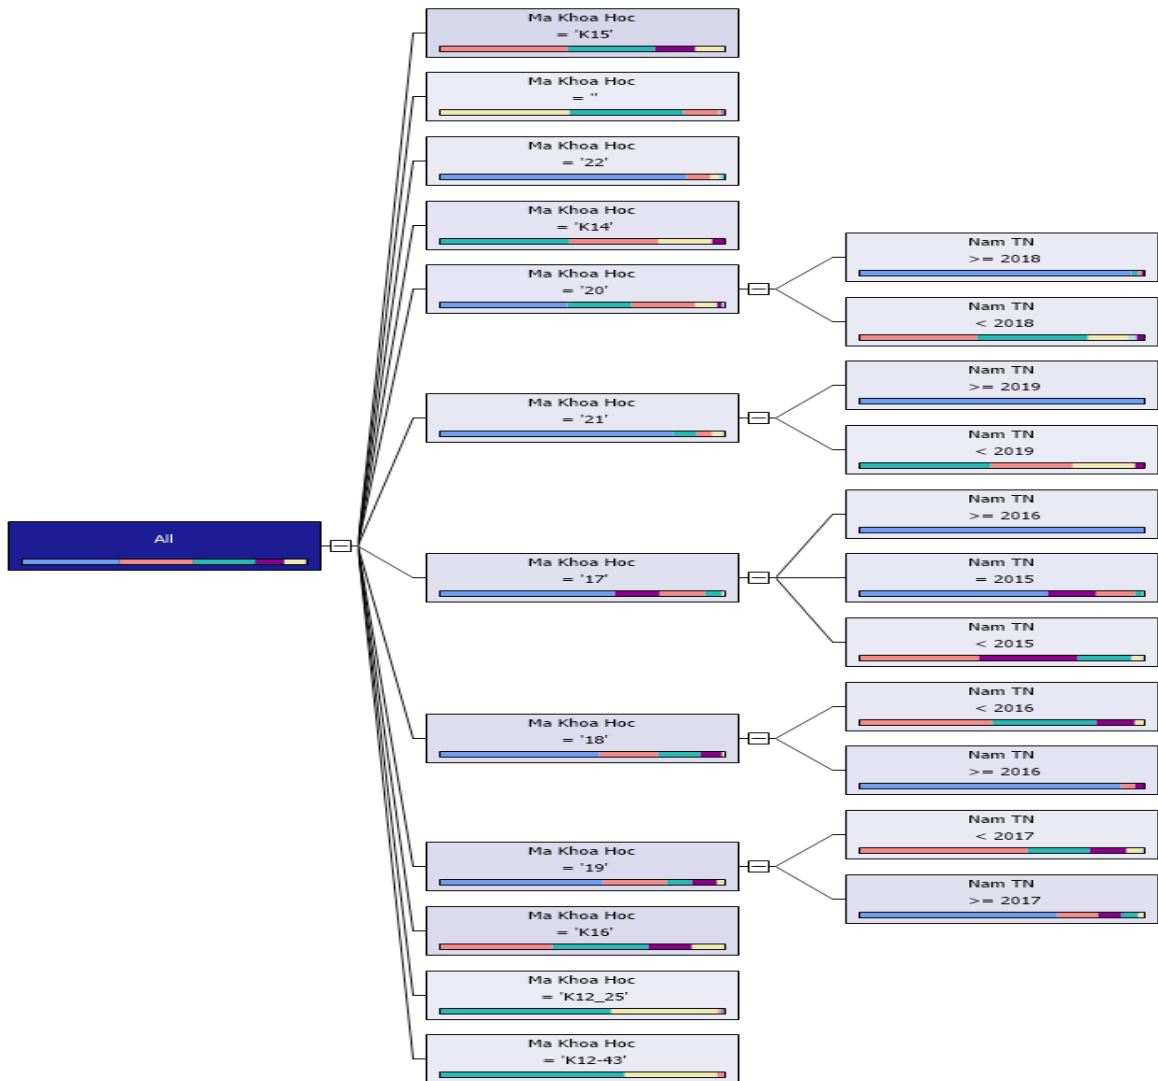 Ma Khoa Hoc
= 'K15'
Ma Khoa Hoc
= ''
Ma Khoa Hoc
= '22'
Ma Khoa Hoc
= 'K14'
Ma Khoa Hoc
= '20'
Nam TN
>= 2018
Nam TN
< 2018
Ma Khoa Hoc
= '21'
Nam TN
>= 2019
Nam TN
< 2019
All
Ma Khoa Hoc
= '17'
Nam TN
>= 2016
Nam TN
= 2015
Nam TN
< 2015
Ma Khoa Hoc
= '18'
Nam TN
< 2016
Nam TN
>= 2016
Ma Khoa Hoc
= '19'
Nam TN
< 2017
Nam TN
>= 2017
Ma Khoa Hoc
= 'K16'
Ma Khoa Hoc
= 'K12_25'
Ma Khoa Hoc
= 'K12-43'